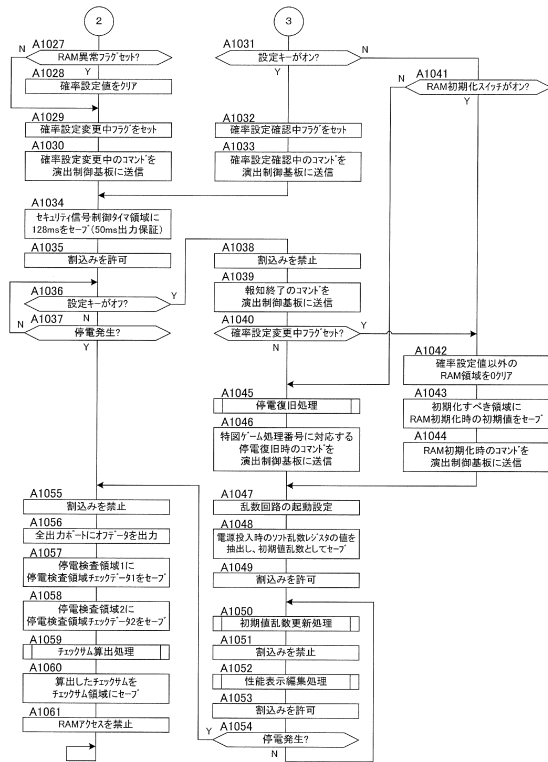 2
3
A1027
N
RAM異常フラグセット?
Y
A1028
確率設定値をクリア
A1029
確率設定変更中フラグをセット
A1030
確率設定変更中のコマンドを
演出制御基板に送信
A1031
設定キーがオン?
N
Y
A1032
確率設定確認中フラグをセット
A1033
確率設定確認中のコマンドを
演出制御基板に送信
A1041
N
RAM初期化スイッチがオン?
Y
A1034
セキュリティ信号制御タイマ領域に
128msをセーブ(50ms出力保証)
A1035
割込みを許可
A1036
設定キーがオフ?
Y
N
A1037
N
停電発生?
Y
A1038
割込みを禁止
A1039
報知終了のコマンドを
演出制御基板に送信
A1040
確率設定変更中フラグセット?
Y
N
A1042
確率設定値以外の
RAM領域を0クリア
A1043
初期化すべき領域に
RAM初期化時の初期値をセーブ
A1044
RAM初期化時のコマンドを
演出制御基板に送信
A1045
停電復旧処理
A1046
特図ゲーム処理番号に対応する
停電復旧時のコマンドを
演出制御基板に送信
A1047
乱数回路の起動設定
A1048
電源投入時のソフト乱数レジスタの値を
抽出し、初期値乱数としてセーブ
A1049
割込みを許可
A1050
初期値乱数更新処理
A1051
割込みを禁止
A1052
性能表示編集処理
A1053
割込みを許可
A1054
Y
停電発生?
N
A1055
割込みを禁止
A1056
全出力ポートにオフデータを出力
A1057
停電検査領域1に
停電検査領域チェックデータ1をセーブ
A1058
停電検査領域2に
停電検査領域チェックデータ2をセーブ
A1059
チェックサム算出処理
A1060
算出したチェックサムを
チェックサム領域にセーブ
A1061
RAMアクセスを禁止